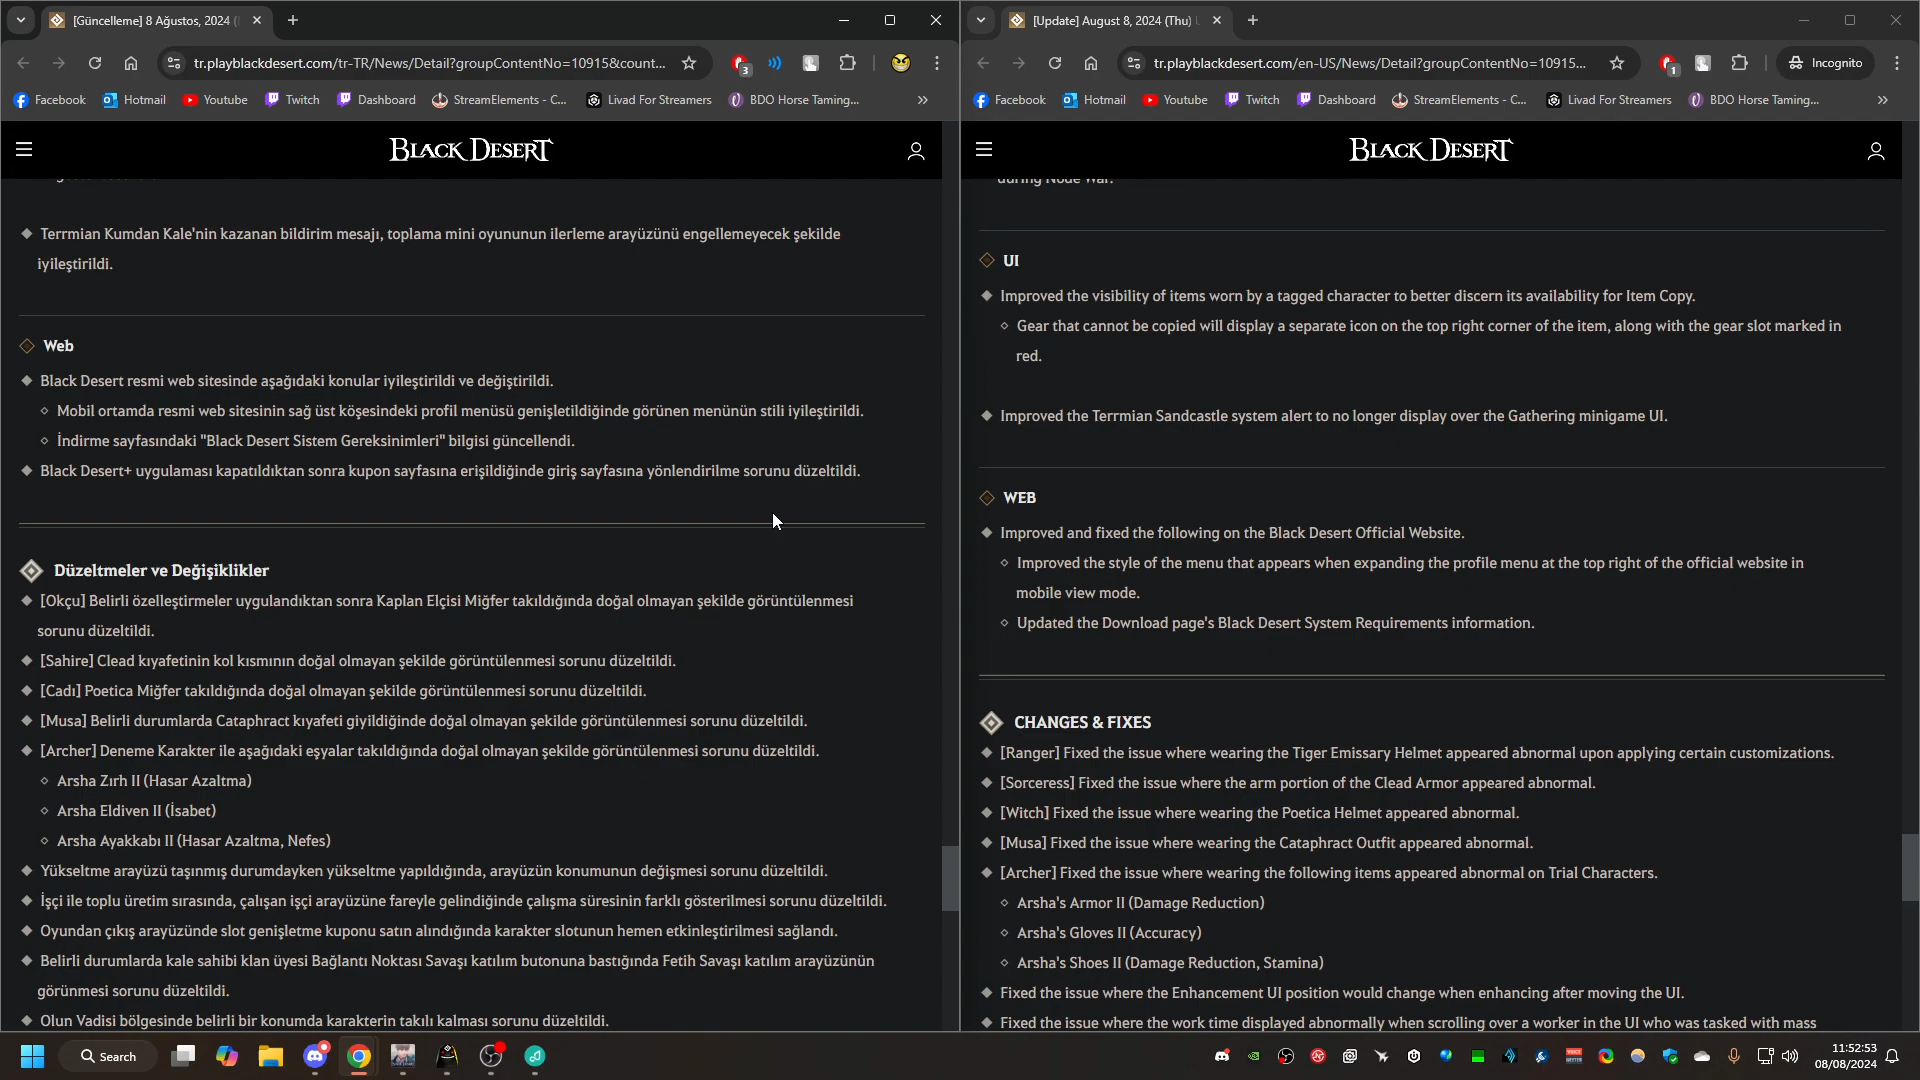 [Güncelleme] 8 Ağustos, 2024 (
tr.playblackdesert.com/tr-TR/News/Detail?groupContentNo=10915&count...
3
Facebook Hotmail Youtube Twitch Dashboard StreamElements - C... Livad For Streamers BDO Horse Taming... »
BLACK DESERT
Terrmian Kumdan Kale'nin kazanan bildirim mesajı, toplama mini oyununun ilerleme arayüzünü engellemeyecek şekilde
iyileştirildi.
Web
Black Desert resmi web sitesinde aşağıdaki konular iyileştirildi ve değiştirildi.
Mobil ortamda resmi web sitesinin sağ üst köşesindeki profil menüsü genişletildiğinde görünen menünün stili iyileştirildi.
İndirme sayfasındaki "Black Desert Sistem Gereksinimleri" bilgisi güncellendi.
Black Desert+ uygulaması kapatıldıktan sonra kupon sayfasına erişildiğinde giriş sayfasına yönlendirilme sorunu düzeltildi.
Düzeltmeler ve Değişiklikler
[Okçu] Belirli özelleştirmeler uygulandıktan sonra Kaplan Elçisi Miğfer takıldığında doğal olmayan şekilde görüntülenmesi
sorunu düzeltildi.
[Sahire] Clead kıyafetinin kol kısmının doğal olmayan şekilde görüntülenmesi sorunu düzeltildi.
[Cadı] Poetica Miğfer takıldığında doğal olmayan şekilde görüntülenmesi sorunu düzeltildi.
[Musa] Belirli durumlarda Cataphract kıyafeti giyildiğinde doğal olmayan şekilde görüntülenmesi sorunu düzeltildi.
[Archer] Deneme Karakter ile aşağıdaki eşyalar takıldığında doğal olmayan şekilde görüntülenmesi sorunu düzeltildi.
Arsha Zırh II (Hasar Azaltma)
Arsha Eldiven II (İsabet)
Arsha Ayakkabı II (Hasar Azaltma, Nefes)
Yükseltme arayüzü taşınmış durumdayken yükseltme yapıldığında, arayüzün konumunun değişmesi sorunu düzeltildi.
İşçi ile toplu üretim sırasında, çalışan işçi arayüzüne fareyle gelindiğinde çalışma süresinin farklı gösterilmesi sorunu düzeltildi.
Oyundan çıkış arayüzünde slot genişletme kuponu satın alındığında karakter slotunun hemen etkinleştirilmesi sağlandı.
Belirli durumlarda kale sahibi klan üyesi Bağlantı Noktası Savaşı katılım butonuna bastığında Fetih Savaşı katılım arayüzünün
görünmesi sorunu düzeltildi.
Olun Vadisi bölgesinde belirli bir konumda karakterin takılı kalması sorunu düzeltildi.
[Update] August 8, 2024 (Thu)
tr.playblackdesert.com/en-US/News/Detail?groupContentNo=10915...
1
Incognito
Facebook Hotmail Youtube Twitch Dashboard StreamElements - C... Livad For Streamers BDO Horse Taming... »
BLACK DESERT
during Node War.
UI
Improved the visibility of items worn by a tagged character to better discern its availability for Item Copy.
Gear that cannot be copied will display a separate icon on the top right corner of the item, along with the gear slot marked in
red.
Improved the Terrmian Sandcastle system alert to no longer display over the Gathering minigame UI.
WEB
Improved and fixed the following on the Black Desert Official Website.
Improved the style of the menu that appears when expanding the profile menu at the top right of the official website in
mobile view mode.
Updated the Download page's Black Desert System Requirements information.
CHANGES & FIXES
[Ranger] Fixed the issue where wearing the Tiger Emissary Helmet appeared abnormal upon applying certain customizations.
[Sorceress] Fixed the issue where the arm portion of the Clead Armor appeared abnormal.
[Witch] Fixed the issue where wearing the Poetica Helmet appeared abnormal.
[Musa] Fixed the issue where wearing the Cataphract Outfit appeared abnormal.
[Archer] Fixed the issue where wearing the following items appeared abnormal on Trial Characters.
Arsha's Armor II (Damage Reduction)
Arsha's Gloves II (Accuracy)
Arsha's Shoes II (Damage Reduction, Stamina)
Fixed the issue where the Enhancement UI position would change when enhancing after moving the UI.
Fixed the issue where the work time displayed abnormally when scrolling over a worker in the UI who was tasked with mass
Search
11:52:53
08/08/2024